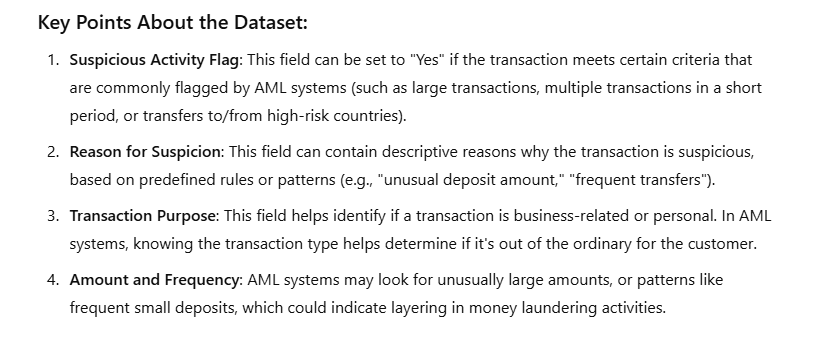 Key Points About the Dataset:
1. Suspicious Activity Flag: This field can be set to "Yes" if the transaction meets certain criteria that
are commonly flagged by AML systems (such as large transactions, multiple transactions in a short
period, or transfers to/from high-risk countries).
2. Reason for Suspicion: This field can contain descriptive reasons why the transaction is suspicious,
based on predefined rules or patterns (e.g., "unusual deposit amount," "frequent transfers").
3. Transaction Purpose: This field helps identify if a transaction is business-related or personal. In AML
systems, knowing the transaction type helps determine if it's out of the ordinary for the customer.
4. Amount and Frequency: AML systems may look for unusually large amounts, or patterns like
frequent small deposits, which could indicate layering in money laundering activities.